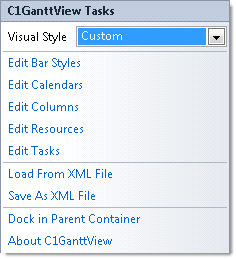 C1GanttView Tasks
Visual Style Custom
Edit Bar Styles
Edit Calendars
Edit Columns
Edit Resources
Edit Tasks
Load From XML File
Save As XML File
Dock in Parent Container
About C1GanttView